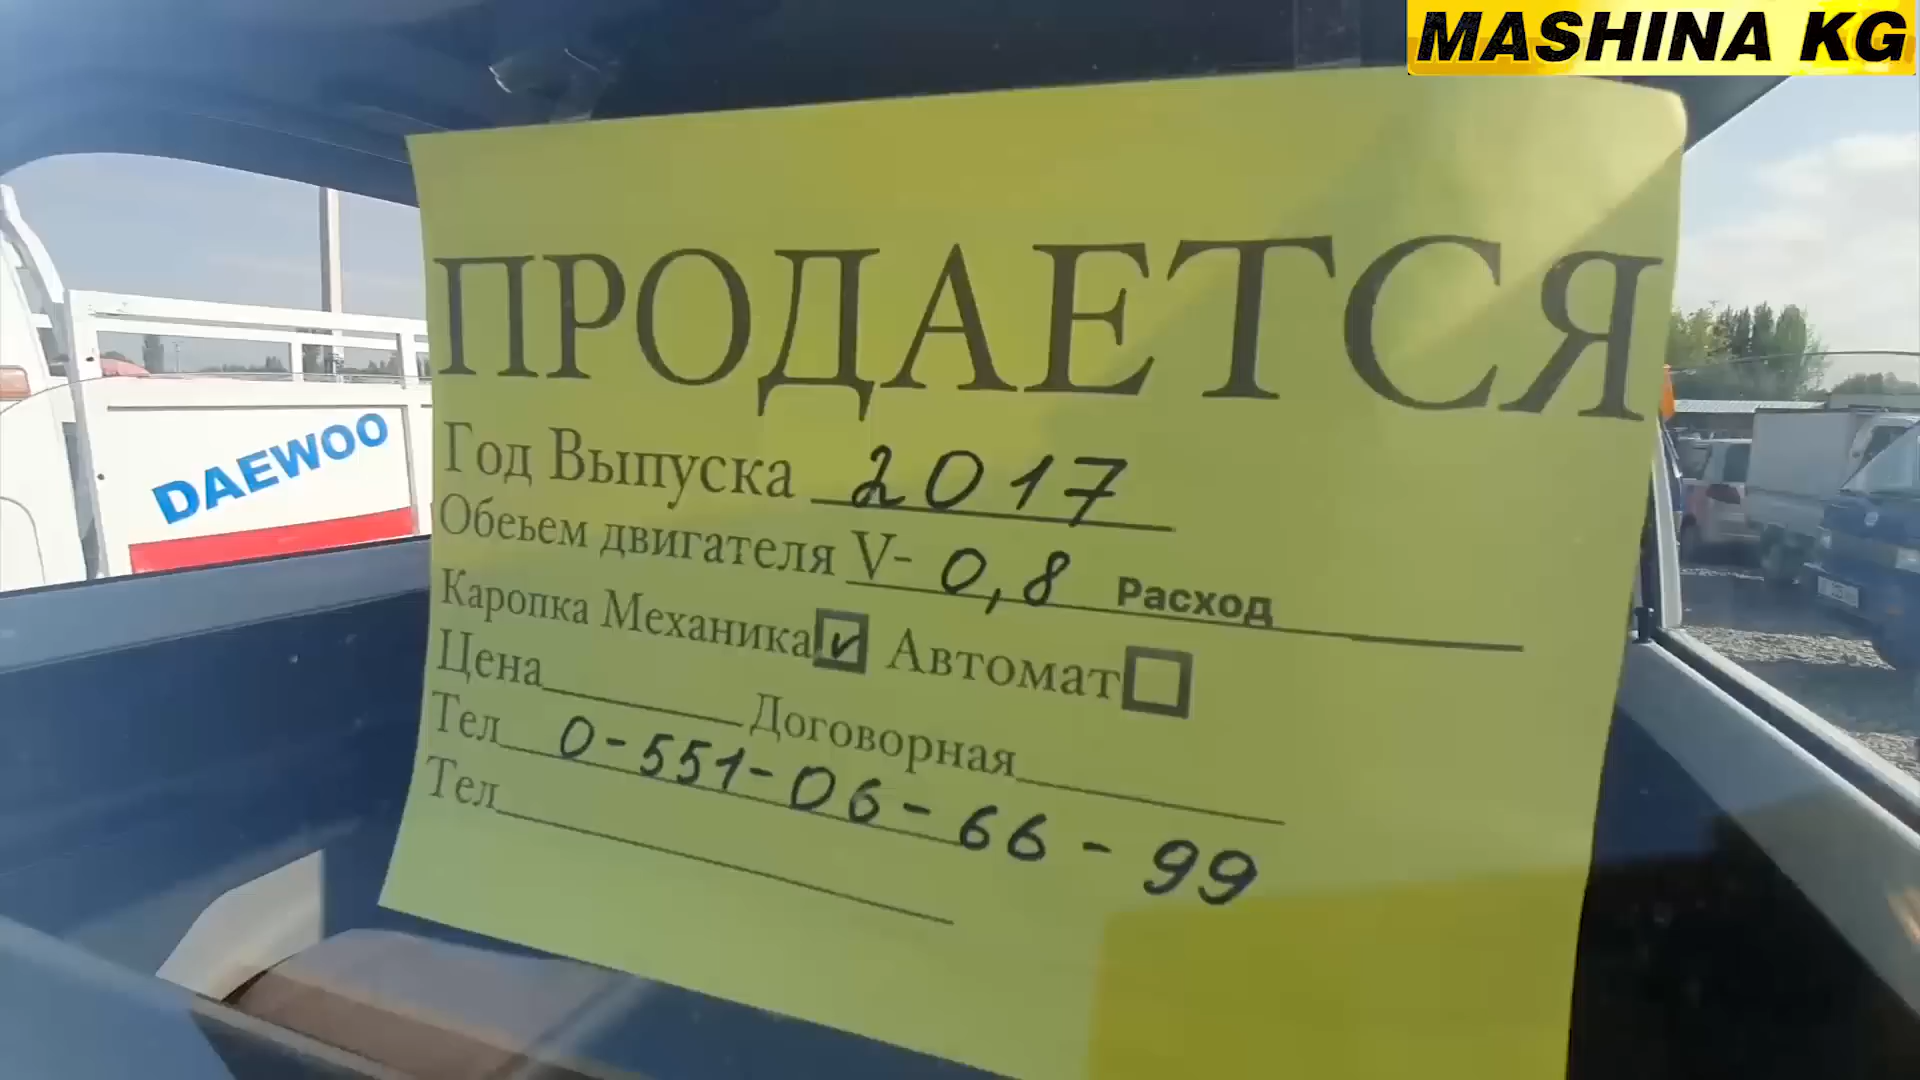 MASHINA KG
ПРОДАЕТСЯ
Год Выпуска 2017
Обеьем двигателя V- 0,8 Расход
Каропка Механика ✓ Автомат
Цена Договорная
Тел 0-551-06-66-99
Тел
DAEWOO